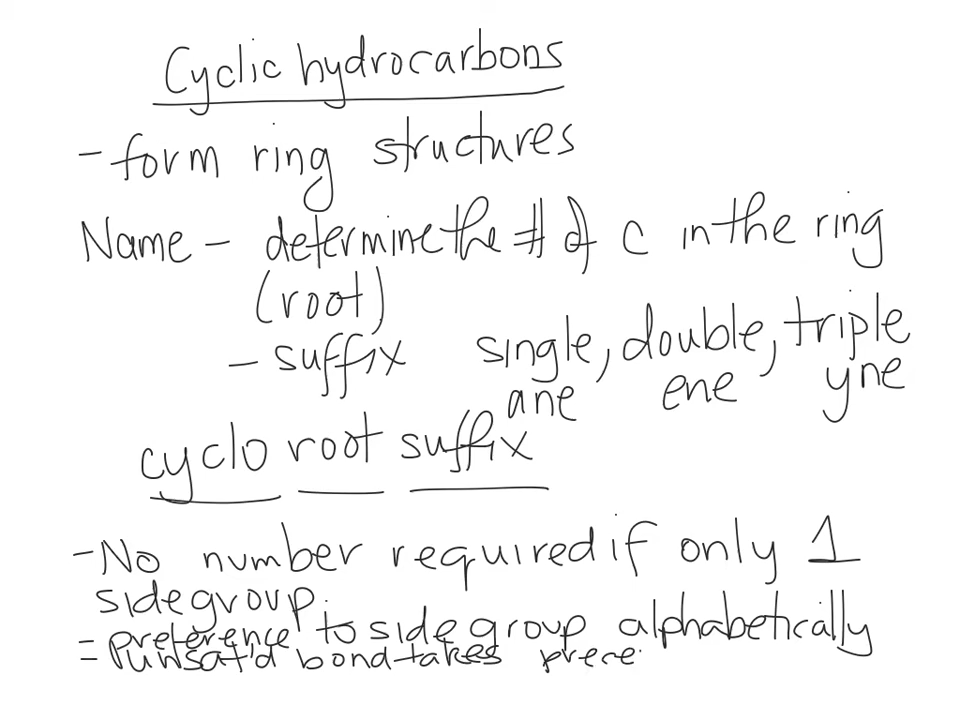 Cyclic hydrocarbons
- form ring structures
Name - determine the # of C in the ring
(root)
- suffix single, double, triple
ane ene yne
cyclo root suffix
- No number required if only 1
sidegroup.
- preference to side group alphabetically
- unsat'd bond takes prece